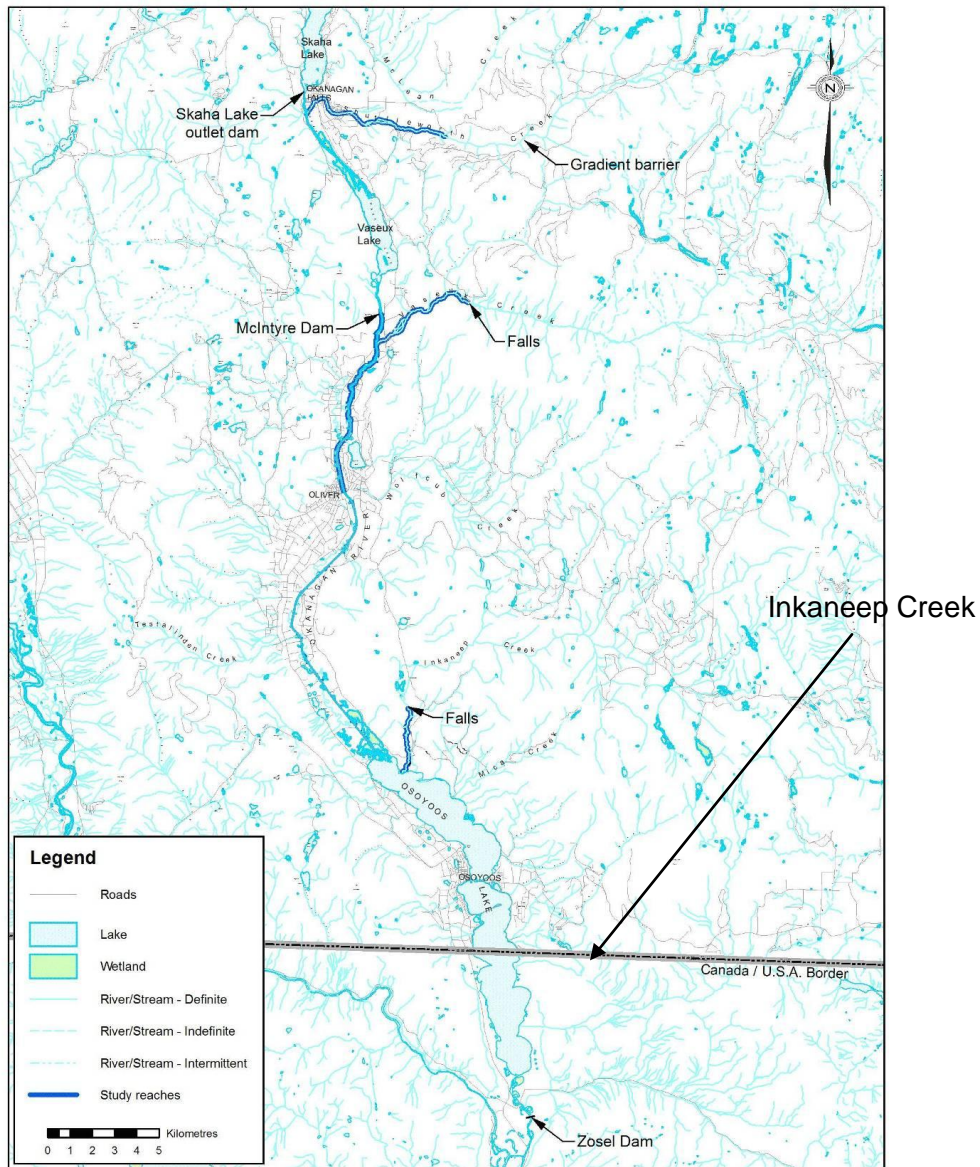 Skaha
Lake
McLean Creek
OKANAGAN
FALLS
Skaha Lake
outlet dam
Shuttleworth Creek
Gradient barrier
N
Vaseux
Lake
McIntyre Dam
Creek
Falls
OLIVER
Wolfcub Creek
OKANAGAN RIVER
Inkaneep Creek
Testalinden Creek
Inkaneep Creek
Falls
Mica Creek
OSOYOOS
OSOYOOS
LAKE
Canada / U.S.A. Border
Zosel Dam
Legend
Roads
Lake
Wetland
River/Stream - Definite
River/Stream - Indefinite
River/Stream - Intermittent
Study reaches
Kilometres
0 1 2 3 4 5